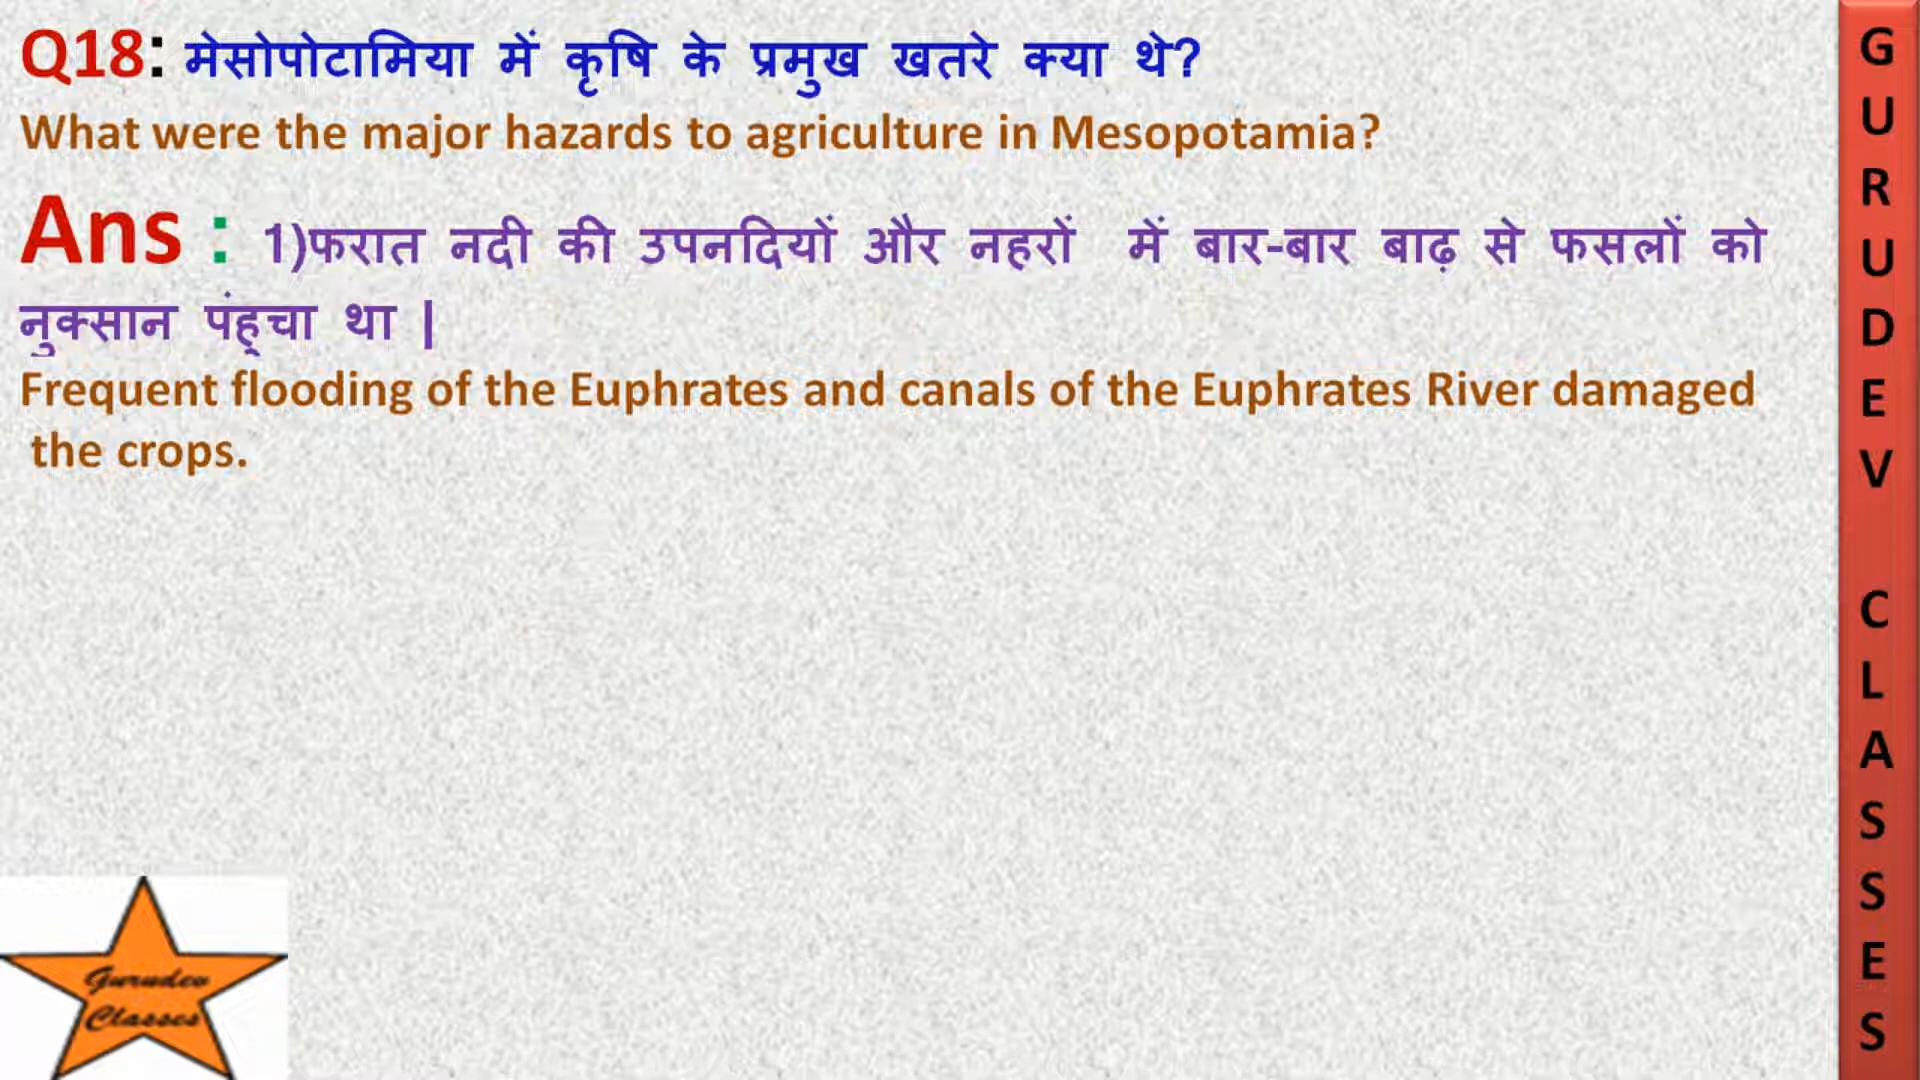 Q18: मेसोपोटामिया में कृषि के प्रमुख खतरे क्या थे?
What were the major hazards to agriculture in Mesopotamia?
Ans : 1)फरात नदी की उपनदियों और नहरों में बार-बार बाढ़ से फसलों को
नुक्सान पंहुचा था |
Frequent flooding of the Euphrates and canals of the Euphrates River damaged
the crops.
Gurudev
Classes
G
U
R
U
D
E
V
C
L
A
S
S
E
S